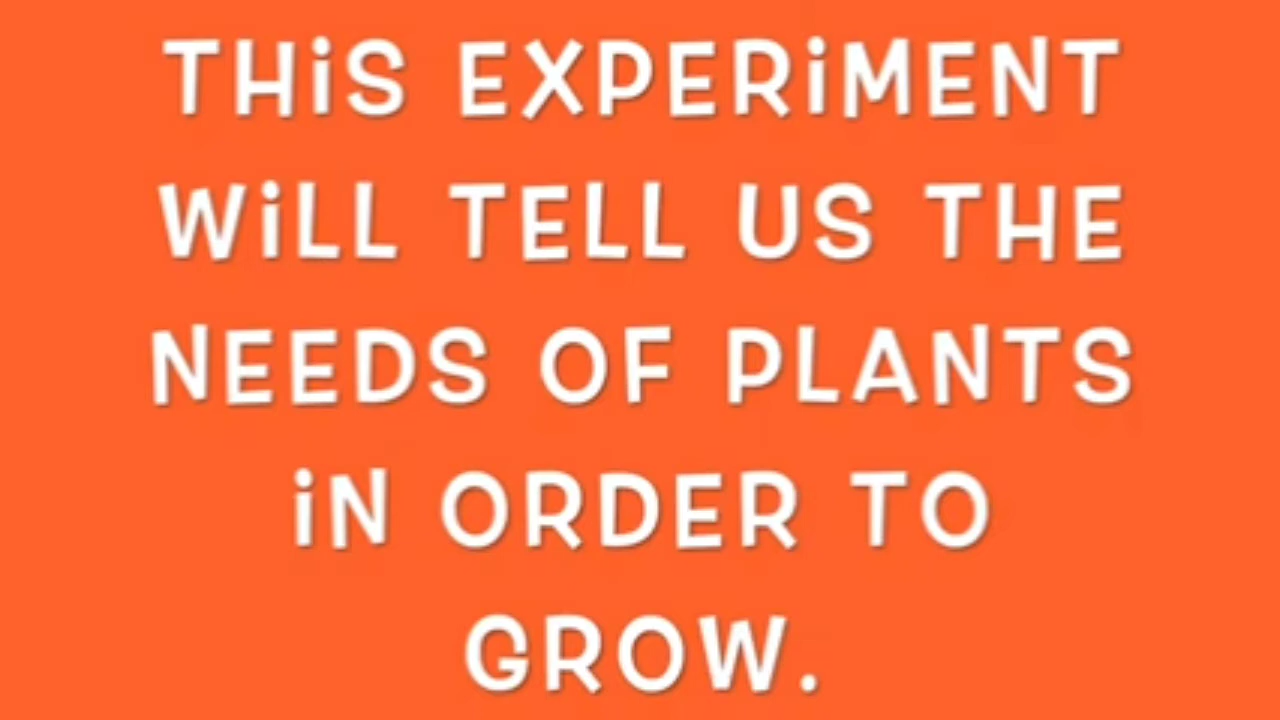 THiS EXPERiMENT
WiLL TELL US THE
NEEDS OF PLANTS
iN ORDER TO
GROW.